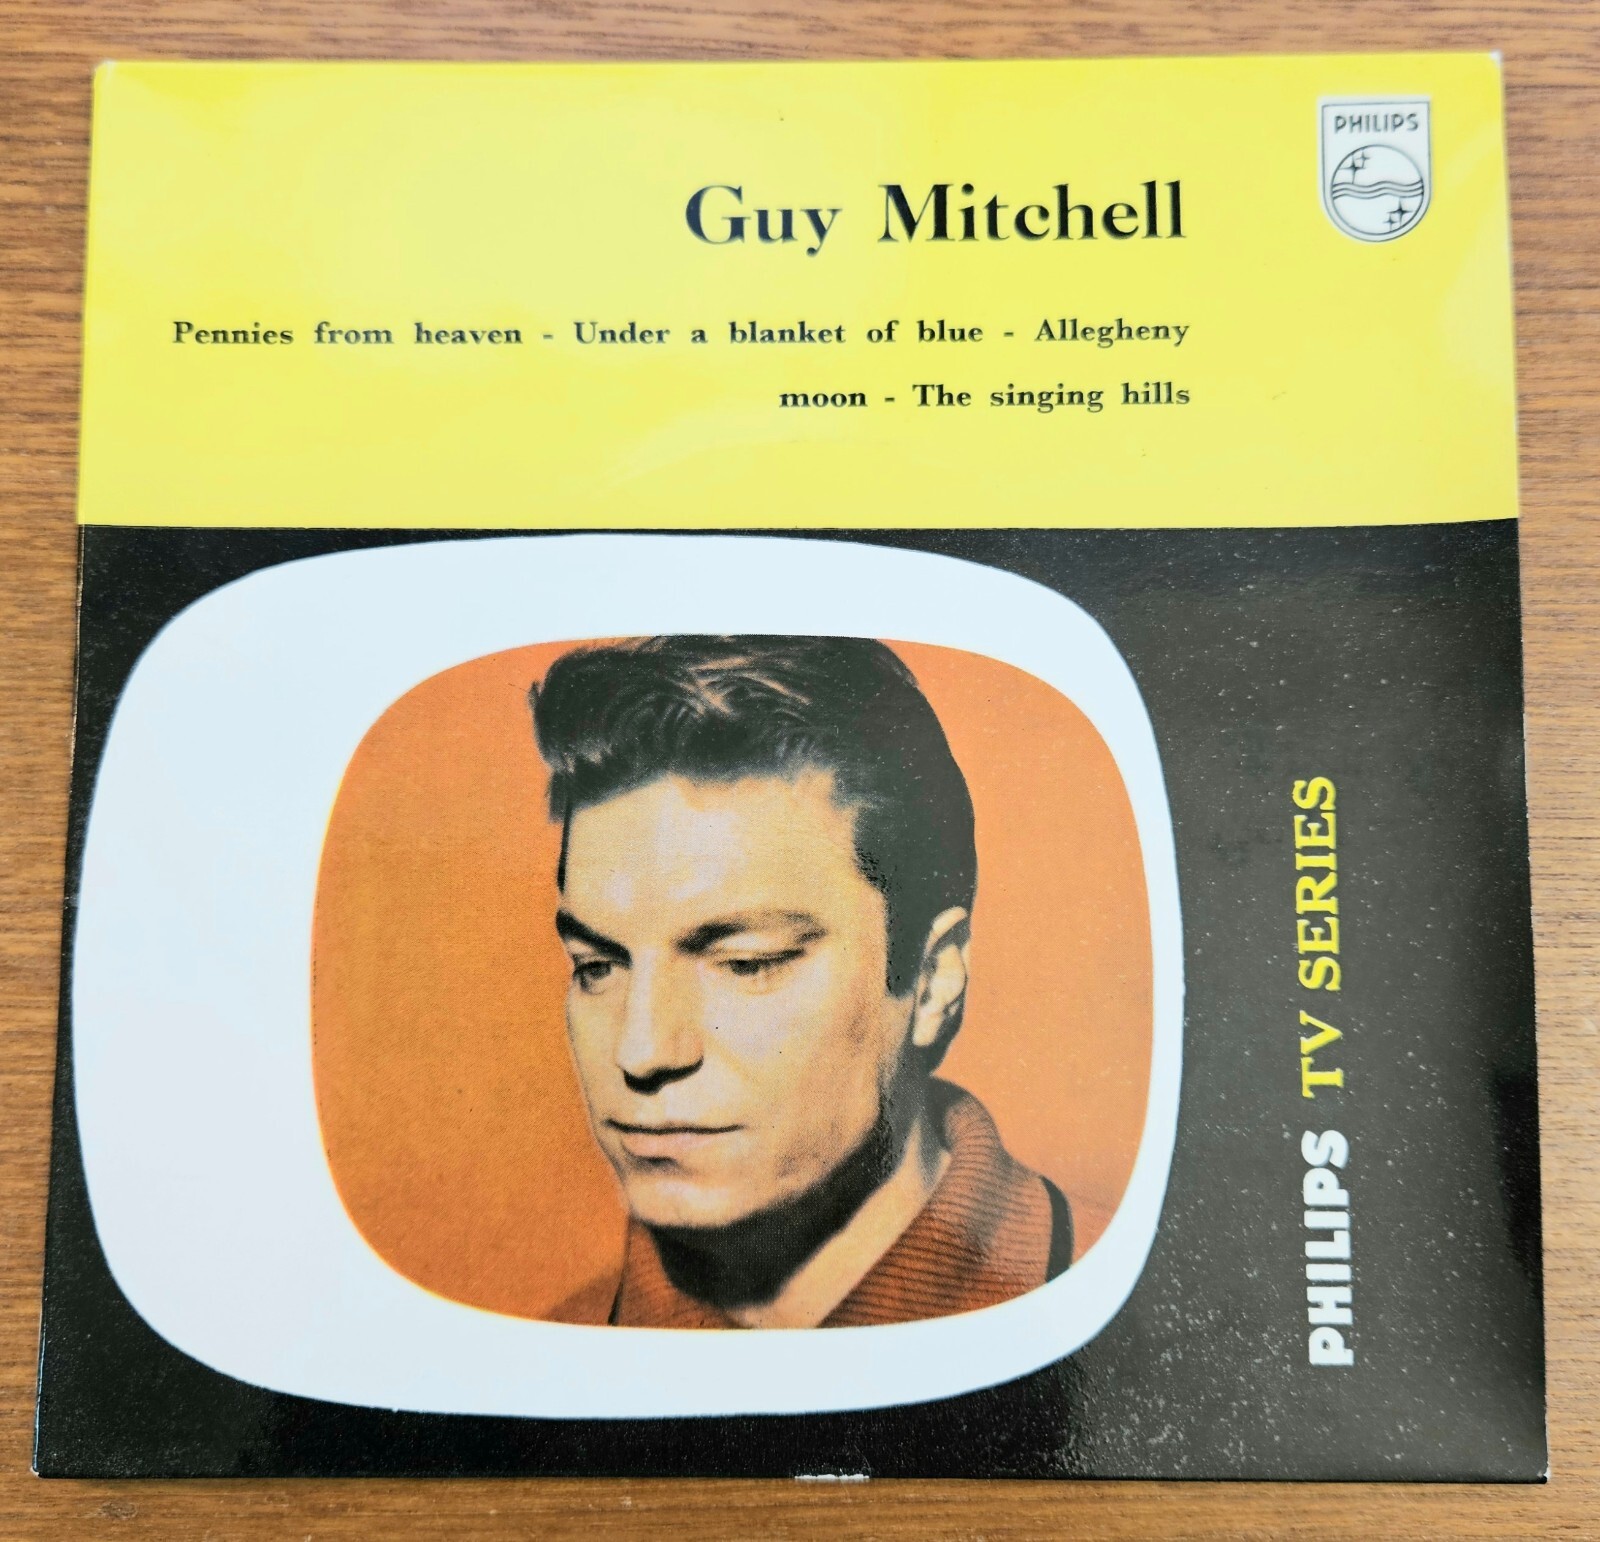 PHILIPS
Guy Mitchell
Pennies from heaven - Under a blanket of blue - Allegheny
moon - The singing hills
PHILIPS TV SERIES